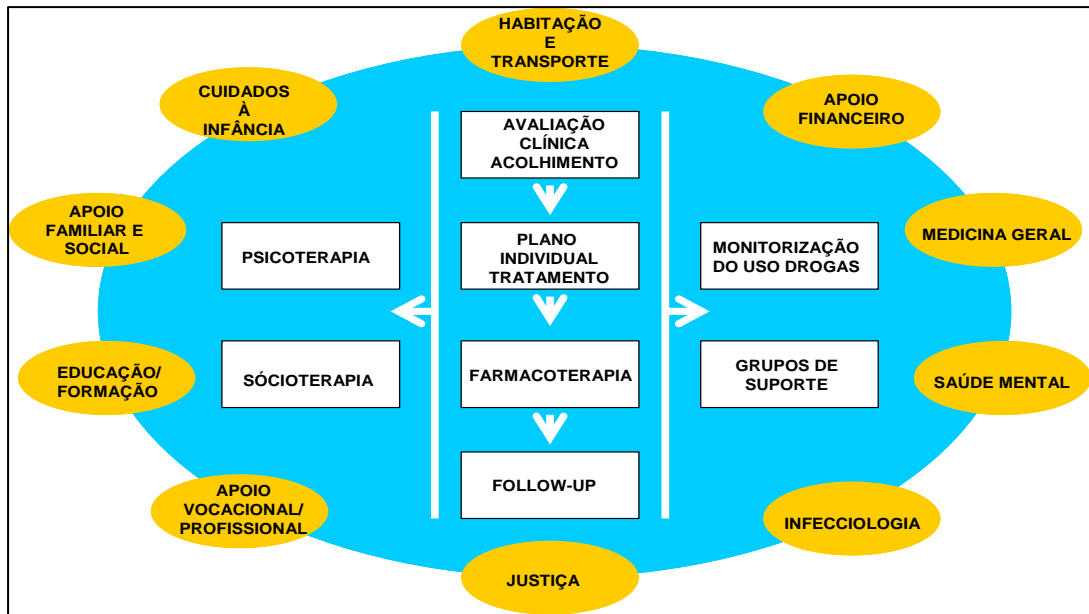 HABITAÇÃO
E
TRANSPORTE
CUIDADOS
À
INFÂNCIA
APOIO
FINANCEIRO
AVALIAÇÃO
CLÍNICA
ACOLHIMENTO
APOIO
FAMILIAR E
SOCIAL
PSICOTERAPIA
PLANO
INDIVIDUAL
TRATAMENTO
MONITORIZAÇÃO
DO USO DROGAS
MEDICINA GERAL
EDUCAÇÃO/
FORMAÇÃO
SÓCIOTERAPIA
FARMACOTERAPIA
GRUPOS DE
SUPORTE
SAÚDE MENTAL
APOIO
VOCACIONAL/
PROFISSIONAL
FOLLOW-UP
INFECCIOLOGIA
JUSTIÇA